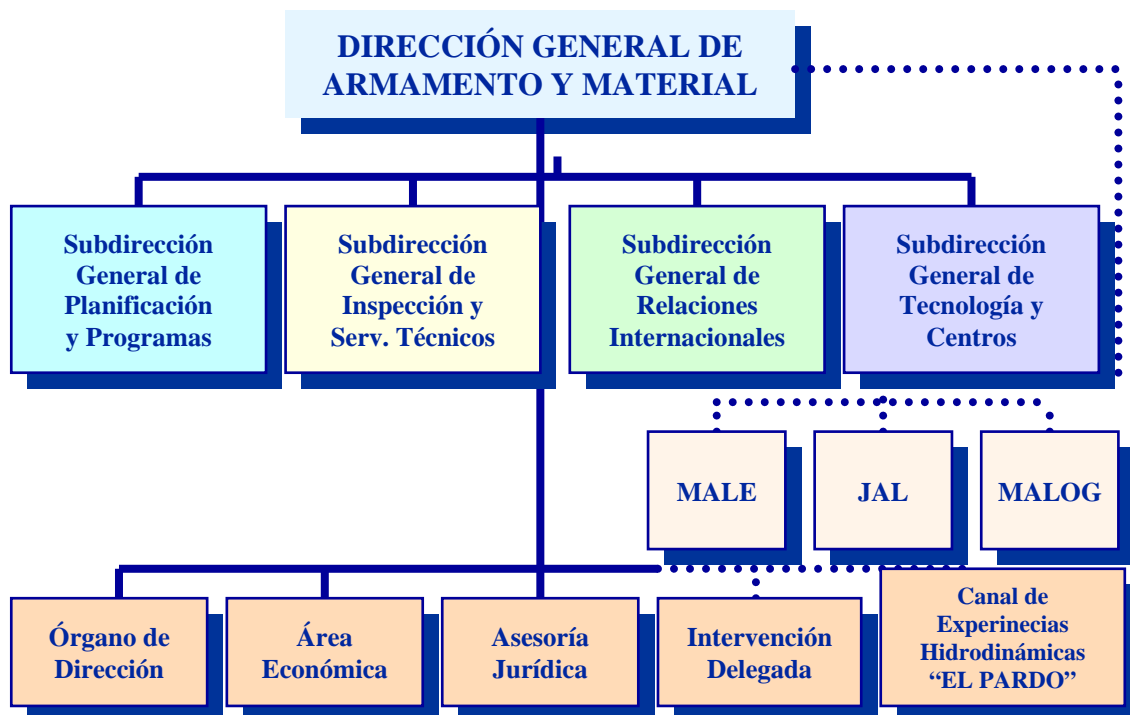 DIRECCIÓN GENERAL DE
ARMAMENTO Y MATERIAL
Subdirección
General de
Planificación
y Programas
Subdirección
General de
Inspección y
Serv. Técnicos
Subdirección
General de
Relaciones
Internacionales
Subdirección
General de
Tecnología y
Centros
MALE
JAL
MALOG
Órgano de
Dirección
Área
Económica
Asesoría
Jurídica
Intervención
Delegada
Canal de
Experinecias
Hidrodinámicas
“EL PARDO”